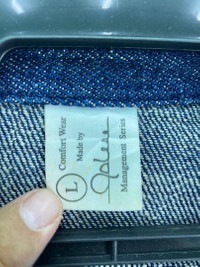 Comfort Wear
Made by
Management Series
L